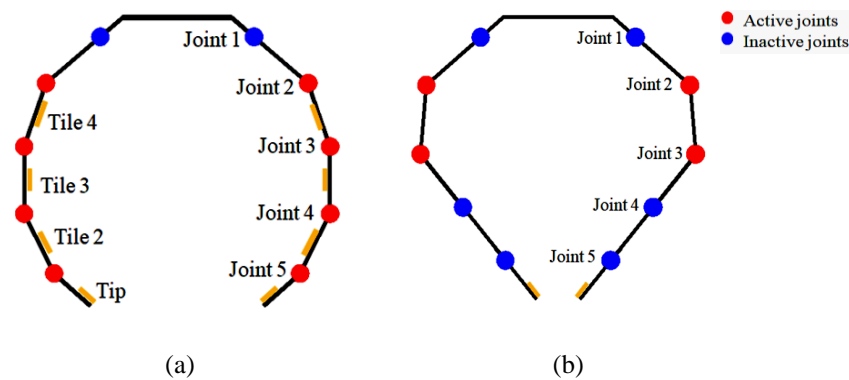 Joint 1
Joint 2
Tile 4
Joint 3
Tile 3
Joint 4
Tile 2
Joint 5
Tip
(a)
Joint 1
Joint 2
Joint 3
Joint 4
Joint 5
(b)
Active joints
Inactive joints